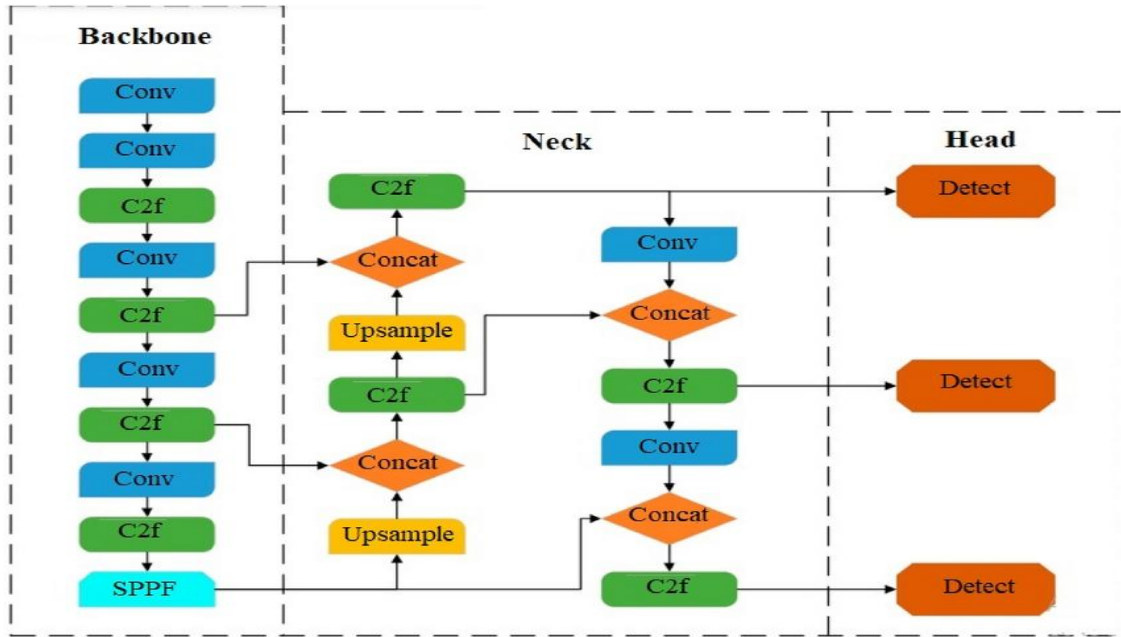 Backbone
Conv
Conv
C2f
Conv
C2f
Conv
C2f
Conv
C2f
SPPF
Neck
C2f
Concat
Upsample
C2f
Concat
Upsample
Conv
Concat
C2f
Conv
Concat
C2f
Head
Detect
Detect
Detect